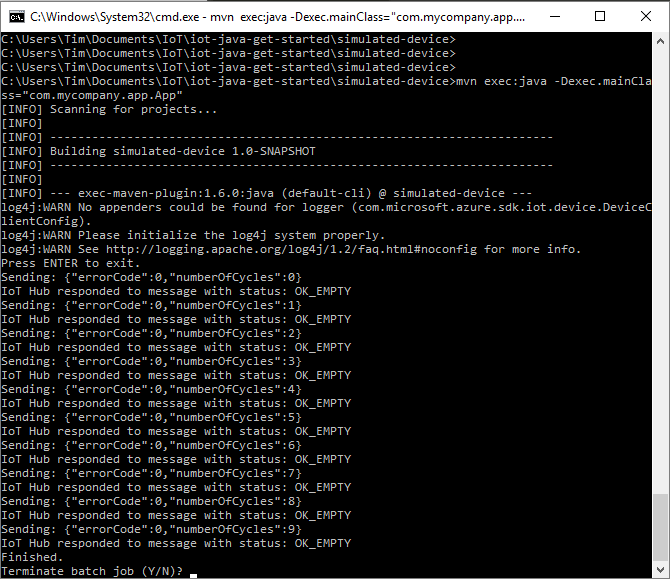 C:\Windows\System32\cmd.exe - mvn  exec:java -Dexec.mainClass="com.mycompany.app....
C:\Users\Tim\Documents\IoT\iot-java-get-started\simulated-device>
C:\Users\Tim\Documents\IoT\iot-java-get-started\simulated-device>
C:\Users\Tim\Documents\IoT\iot-java-get-started\simulated-device>
C:\Users\Tim\Documents\IoT\iot-java-get-started\simulated-device>mvn exec:java -Dexec.mainCla
ss="com.mycompany.app.App"
[INFO] Scanning for projects...
[INFO]
[INFO] ------------------------------------------------------------------------
[INFO] Building simulated-device 1.0-SNAPSHOT
[INFO] ------------------------------------------------------------------------
[INFO]
[INFO] --- exec-maven-plugin:1.6.0:java (default-cli) @ simulated-device ---
log4j:WARN No appenders could be found for logger (com.microsoft.azure.sdk.iot.device.DeviceC
lientConfig).
log4j:WARN Please initialize the log4j system properly.
log4j:WARN See http://logging.apache.org/log4j/1.2/faq.html#noconfig for more info.
Press ENTER to exit.
Sending: {"errorCode":0,"numberOfCycles":0}
IoT Hub responded to message with status: OK_EMPTY
Sending: {"errorCode":0,"numberOfCycles":1}
IoT Hub responded to message with status: OK_EMPTY
Sending: {"errorCode":0,"numberOfCycles":2}
IoT Hub responded to message with status: OK_EMPTY
Sending: {"errorCode":0,"numberOfCycles":3}
IoT Hub responded to message with status: OK_EMPTY
Sending: {"errorCode":0,"numberOfCycles":4}
IoT Hub responded to message with status: OK_EMPTY
Sending: {"errorCode":0,"numberOfCycles":5}
IoT Hub responded to message with status: OK_EMPTY
Sending: {"errorCode":0,"numberOfCycles":6}
IoT Hub responded to message with status: OK_EMPTY
Sending: {"errorCode":0,"numberOfCycles":7}
IoT Hub responded to message with status: OK_EMPTY
Sending: {"errorCode":0,"numberOfCycles":8}
IoT Hub responded to message with status: OK_EMPTY
Sending: {"errorCode":0,"numberOfCycles":9}
IoT Hub responded to message with status: OK_EMPTY
Finished.
Terminate batch job (Y/N)? _